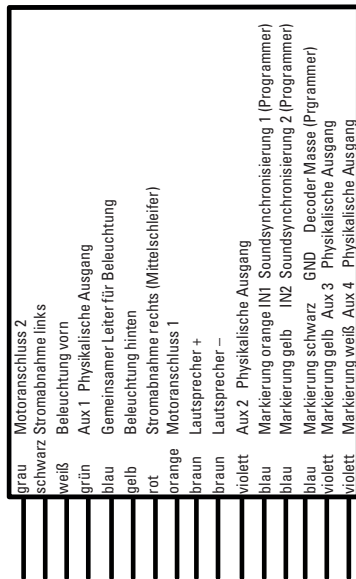 grau Motoranschluss 2
schwarz Stromabnahme links
weiß Beleuchtung vorn
grün Aux 1 Physikalische Ausgang
blau Gemeinsamer Leiter für Beleuchtung
gelb Beleuchtung hinten
rot Stromabnahme rechts (Mittelschleifer)
orange Motoranschluss 1
braun Lautsprecher +
braun Lautsprecher –
violett Aux 2 Physikalische Ausgang
blau Markierung orange IN1 Soundsynchronisierung 1 (Programmer)
blau Markierung gelb IN2 Soundsynchronisierung 2 (Programmer)
blau Markierung schwarz GND Decoder Masse (Prgrammer)
violett Markierung gelb Aux 3 Physikalische Ausgang
violett Markierung weiß Aux 4 Physikalische Ausgang